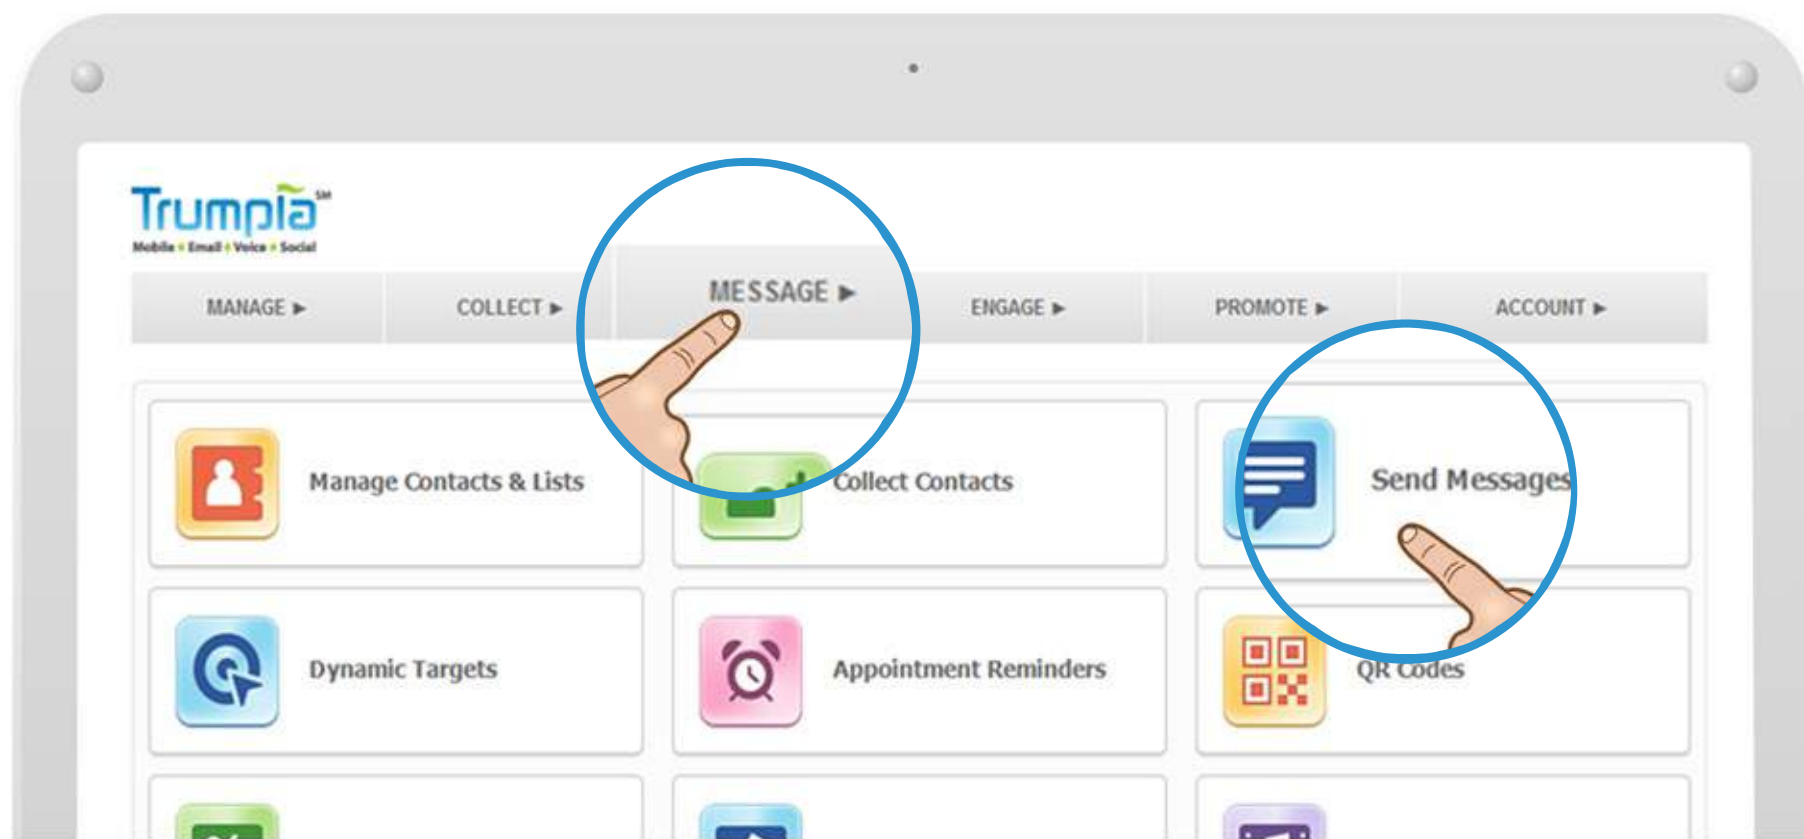 Trumpia SM
Mobile Email Voice Social
MANAGE ▶
COLLECT ▶
MESSAGE ▶
ENGAGE ▶
PROMOTE ▶
ACCOUNT ▶
Manage Contacts & Lists
Collect Contacts
Send Messages
Dynamic Targets
Appointment Reminders
QR Codes